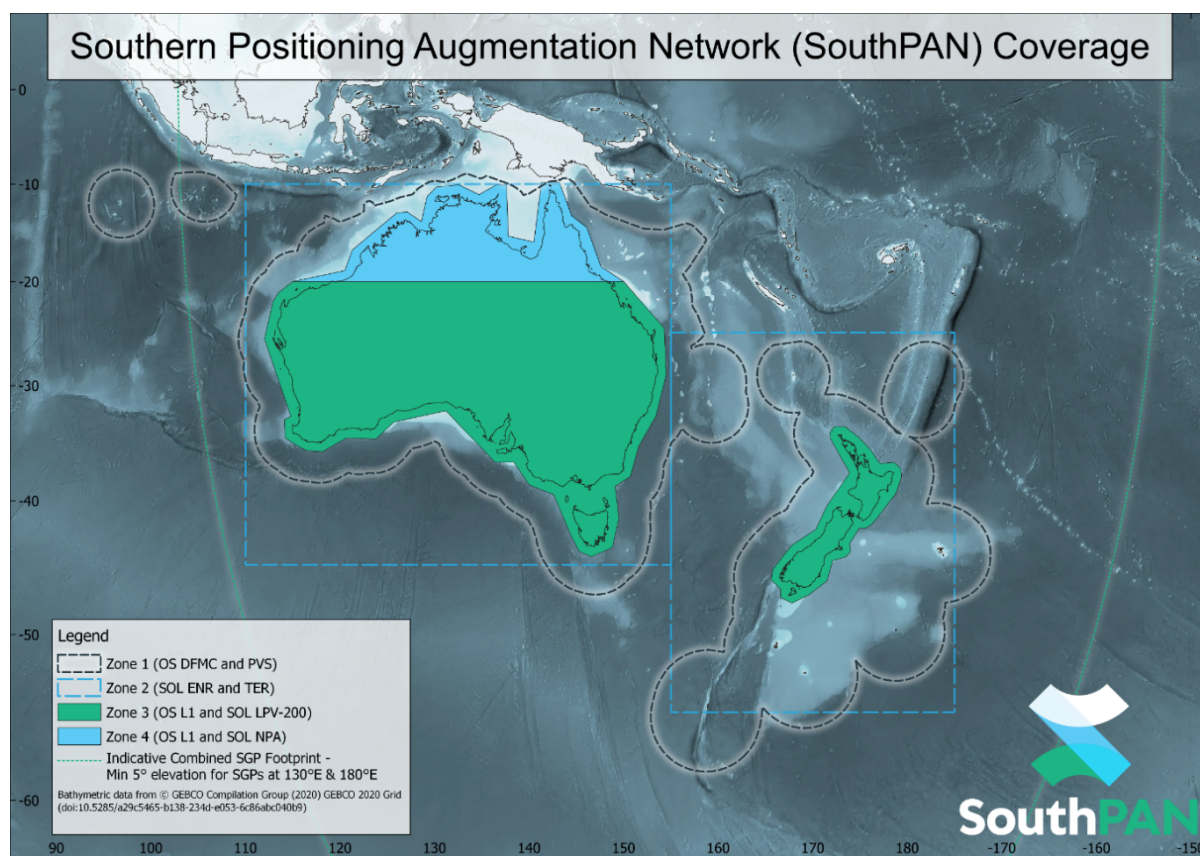 Southern Positioning Augmentation Network (SouthPAN) Coverage
0
-10
-20
-30
-40
-50
-60
Legend
Zone 1 (OS DFMC and PVS)
Zone 2 (SOL ENR and TER)
Zone 3 (OS L1 and SOL LPV-200)
Zone 4 (OS L1 and SOL NPA)
Indicative Combined SGP Footprint -
Min 5° elevation for SGPs at 130°E & 180°E
Bathymetric data from © GEBCO Compilation Group (2020) GEBCO 2020 Grid
(doi:10.5285/a29c5465-b138-234d-e053-6c86abc040b9)
SouthPAN
90 100 110 120 130 140 150 160 170 180 -170 -160 -150